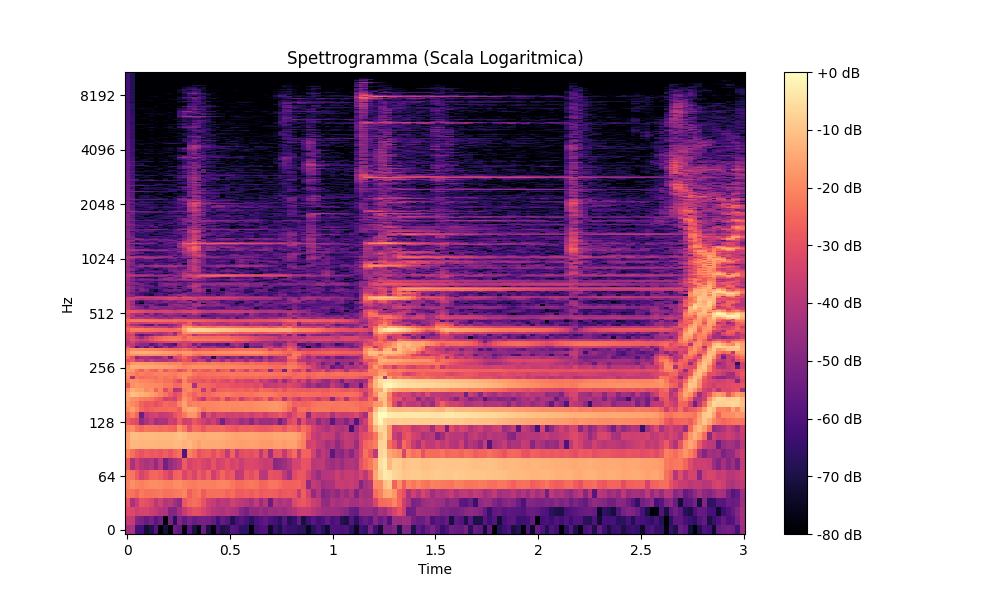 Spettrogramma (Scala Logaritmica)
Hz
8192
4096
2048
1024
512
256
128
64
0
0 0.5 1 1.5 2 2.5 3
Time
+0 dB
-10 dB
-20 dB
-30 dB
-40 dB
-50 dB
-60 dB
-70 dB
-80 dB